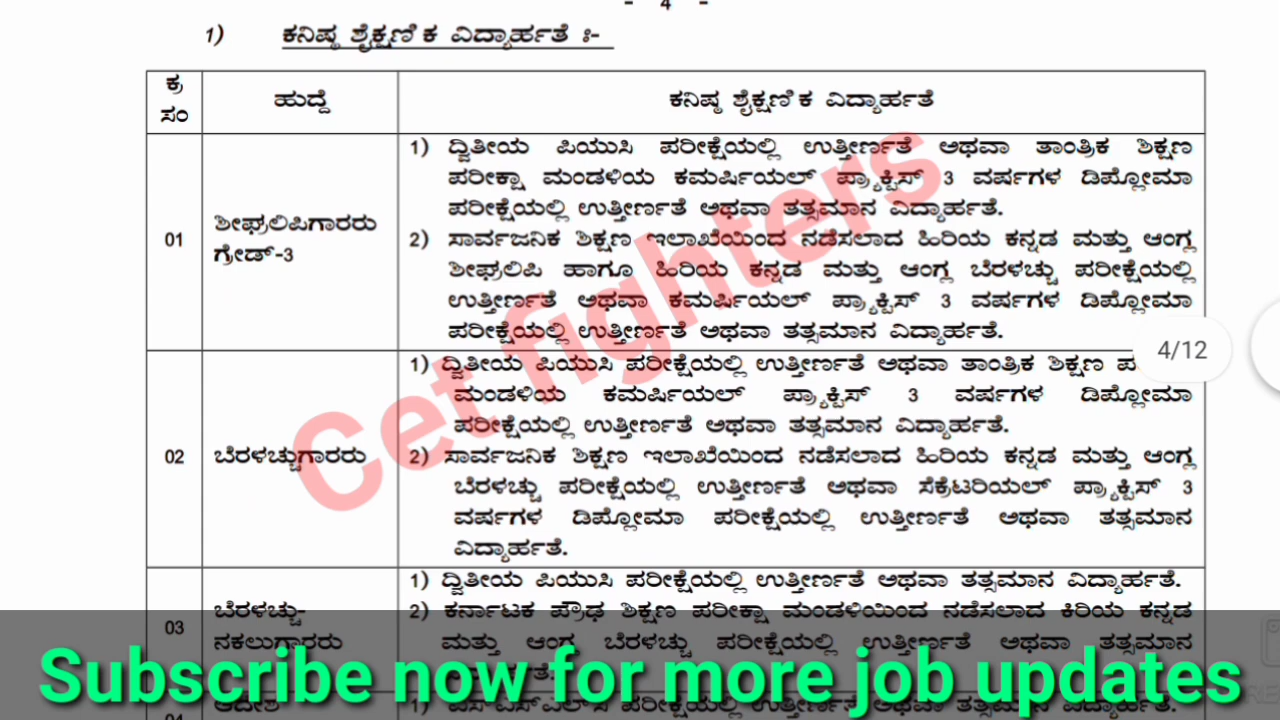 - 4 -
1) ಕನಿಷ್ಠ ಶೈಕ್ಷಣಿಕ ವಿದ್ಯಾರ್ಹತೆ :-
ಕ್ರ
ಸಂ
ಹುದ್ದೆ
ಕನಿಷ್ಠ ಶೈಕ್ಷಣಿಕ ವಿದ್ಯಾರ್ಹತೆ
01
ಶೀಘ್ರಲಿಪಿಗಾರರು
ಗ್ರೇಡ್-3
1) ದ್ವಿತೀಯ ಪಿಯುಸಿ ಪರೀಕ್ಷೆಯಲ್ಲಿ ಉತ್ತೀರ್ಣತೆ ಅಥವಾ ತಾಂತ್ರಿಕ ಶಿಕ್ಷಣ
ಪರೀಕ್ಷಾ ಮಂಡಳಿಯ ಕಮರ್ಷಿಯಲ್ ಪ್ರ್ಯಾಕ್ಟಿಸ್ 3 ವರ್ಷಗಳ ಡಿಪ್ಲೋಮಾ
ಪರೀಕ್ಷೆಯಲ್ಲಿ ಉತ್ತೀರ್ಣತೆ ಅಥವಾ ತತ್ಸಮಾನ ವಿದ್ಯಾರ್ಹತೆ.
2) ಸಾರ್ವಜನಿಕ ಶಿಕ್ಷಣ ಇಲಾಖೆಯಿಂದ ನಡೆಸಲಾದ ಹಿರಿಯ ಕನ್ನಡ ಮತ್ತು ಆಂಗ್ಲ
ಶೀಘ್ರಲಿಪಿ ಹಾಗೂ ಹಿರಿಯ ಕನ್ನಡ ಮತ್ತು ಆಂಗ್ಲ ಬೆರಳಚ್ಚು ಪರೀಕ್ಷೆಯಲ್ಲಿ
ಉತ್ತೀರ್ಣತೆ ಅಥವಾ ಕಮರ್ಷಿಯಲ್ ಪ್ರ್ಯಾಕ್ಟಿಸ್ 3 ವರ್ಷಗಳ ಡಿಪ್ಲೋಮಾ
ಪರೀಕ್ಷೆಯಲ್ಲಿ ಉತ್ತೀರ್ಣತೆ ಅಥವಾ ತತ್ಸಮಾನ ವಿದ್ಯಾರ್ಹತೆ.
Cet fighters
4/12
02
ಬೆರಳಚ್ಚುಗಾರರು
1) ದ್ವಿತೀಯ ಪಿಯುಸಿ ಪರೀಕ್ಷೆಯಲ್ಲಿ ಉತ್ತೀರ್ಣತೆ ಅಥವಾ ತಾಂತ್ರಿಕ ಶಿಕ್ಷಣ
ಮಂಡಳಿಯ ಕಮರ್ಷಿಯಲ್ ಪ್ರ್ಯಾಕ್ಟಿಸ್ 3 ವರ್ಷಗಳ ಡಿಪ್ಲೋಮಾ
ಪರೀಕ್ಷೆಯಲ್ಲಿ ಉತ್ತೀರ್ಣತೆ ಅಥವಾ ತತ್ಸಮಾನ ವಿದ್ಯಾರ್ಹತೆ.
2) ಸಾರ್ವಜನಿಕ ಶಿಕ್ಷಣ ಇಲಾಖೆಯಿಂದ ನಡೆಸಲಾದ ಹಿರಿಯ ಕನ್ನಡ ಮತ್ತು ಆಂಗ್ಲ
ಬೆರಳಚ್ಚು ಪರೀಕ್ಷೆಯಲ್ಲಿ ಉತ್ತೀರ್ಣತೆ ಅಥವಾ ಸೆಕ್ರೆಟರಿಯಲ್ ಪ್ರ್ಯಾಕ್ಟಿಸ್ 3
ವರ್ಷಗಳ ಡಿಪ್ಲೋಮಾ ಪರೀಕ್ಷೆಯಲ್ಲಿ ಉತ್ತೀರ್ಣತೆ ಅಥವಾ ತತ್ಸಮಾನ
ವಿದ್ಯಾರ್ಹತೆ.
03
ಬೆರಳಚ್ಚು-
ನಕಲುಗಾರರು
1) ದ್ವಿತೀಯ ಪಿಯುಸಿ ಪರೀಕ್ಷೆಯಲ್ಲಿ ಉತ್ತೀರ್ಣತೆ ಅಥವಾ ತತ್ಸಮಾನ ವಿದ್ಯಾರ್ಹತೆ.
2) ಕರ್ನಾಟಕ ಪ್ರೌಢ ಶಿಕ್ಷಣ ಪರೀಕ್ಷಾ ಮಂಡಳಿಯಿಂದ ನಡೆಸಲಾದ ಕಿರಿಯ ಕನ್ನಡ
ಮತ್ತು ಆಂಗ್ಲ ಬೆರಳಚ್ಚು ಪರೀಕ್ಷೆಯಲ್ಲಿ ಉತ್ತೀರ್ಣತೆ ಅಥವಾ ತತ್ಸಮಾನ
Subscribe now for more job updates